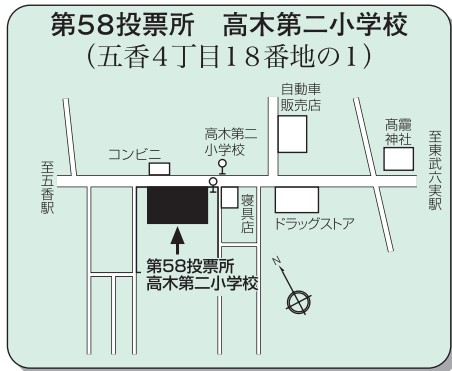 第58投票所　高木第二小学校
（五香4丁目18番地の1）
自動車
販売店
高木第二
小学校
コンビニ
髙龗
神社
至五香駅
至東武六実駅
寝具店
ドラッグストア
第58投票所
高木第二小学校
N